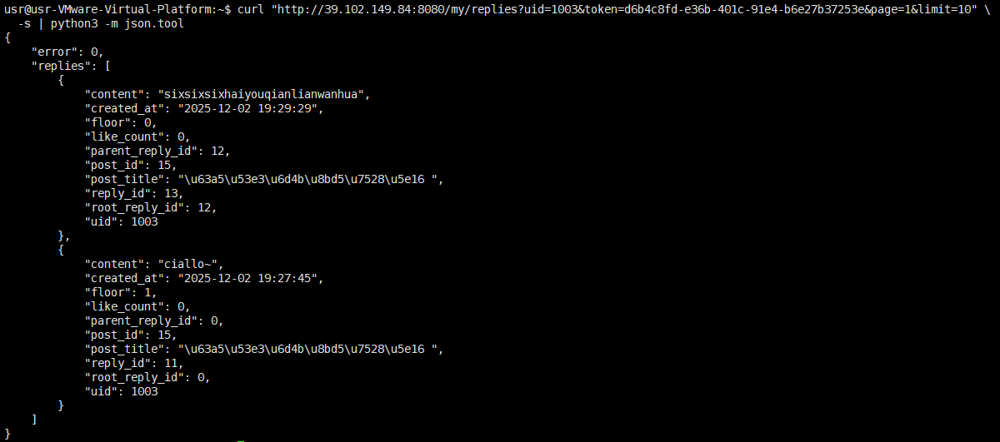 usr@usr-VMware-Virtual-Platform:~$ curl "http://39.102.149.84:8080/my/replies?uid=1003&token=d6b4c8fd-e36b-401c-91e4-b6e27b37253e&page=1&limit=10" \
  -s | python3 -m json.tool
{
    "error": 0,
    "replies": [
        {
            "content": "sixsixsixhaiyouqianlianwanhua",
            "created_at": "2025-12-02 19:29:29",
            "floor": 0,
            "like_count": 0,
            "parent_reply_id": 12,
            "post_id": 15,
            "post_title": "\u63a5\u53e3\u6d4b\u8bd5\u7528\u5e16 ",
            "reply_id": 13,
            "root_reply_id": 12,
            "uid": 1003
        },
        {
            "content": "ciallo~",
            "created_at": "2025-12-02 19:27:45",
            "floor": 1,
            "like_count": 0,
            "parent_reply_id": 0,
            "post_id": 15,
            "post_title": "\u63a5\u53e3\u6d4b\u8bd5\u7528\u5e16 ",
            "reply_id": 11,
            "root_reply_id": 0,
            "uid": 1003
        }
    ]
}